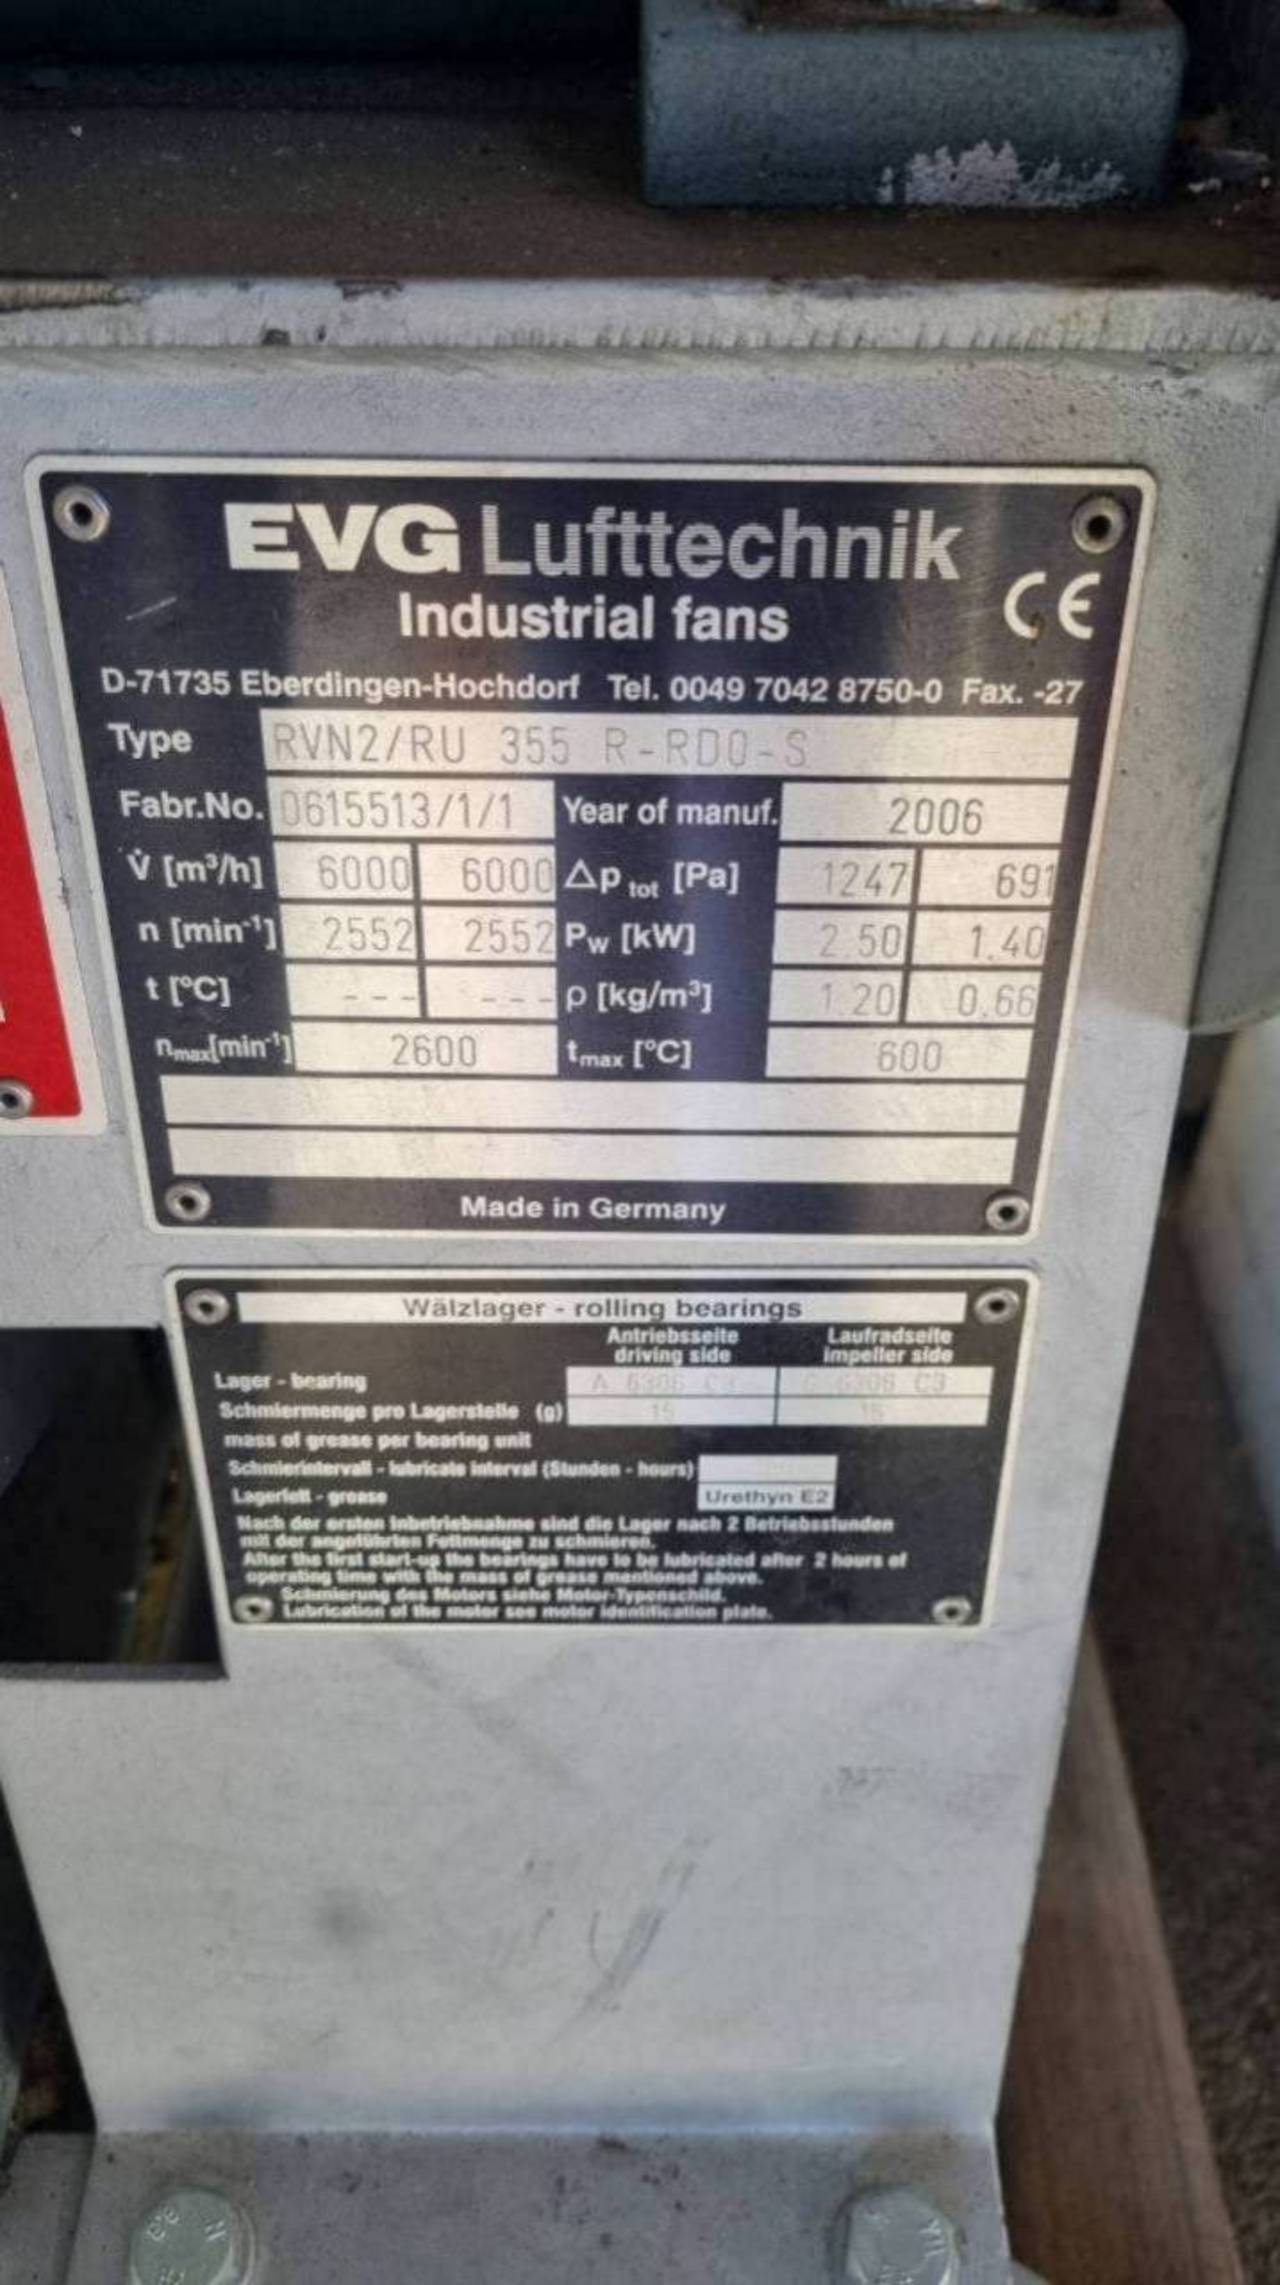 EVG Lufttechnik
Industrial fans
CE
D-71735 Eberdingen-Hochdorf Tel. 0049 7042 8750-0 Fax. -27
Type RVN2/RU 355 R-RD0-S
Fabr.No. 0615513/1/1 Year of manuf. 2006
V̇ [m³/h] 6000 6000 Δp tot [Pa] 1247 691
n [min⁻¹] 2552 2552 Pw [kW] 2.50 1.40
t [°C] --- --- ρ [kg/m³] 1.20 0.66
nmax[min⁻¹] 2600 tmax [°C] 600
Made in Germany
Wälzlager - rolling bearings
Antriebsseite Laufradseite
driving side impeller side
Lager - bearing A 6306 C3 6306 C3
Schmiermenge pro Lagerstelle (g) 15 15
mass of grease per bearing unit
Schmierintervall - lubricate interval (Stunden - hours)
Lagerfett - grease Urethyn E2
Nach der ersten Inbetriebnahme sind die Lager nach 2 Betriebsstunden
mit der angeführten Fettmenge zu schmieren.
After the first start-up the bearings have to be lubricated after 2 hours of
operating time with the mass of grease mentioned above.
Schmierung des Motors siehe Motor-Typenschild.
Lubrication of the motor see motor identification plate.